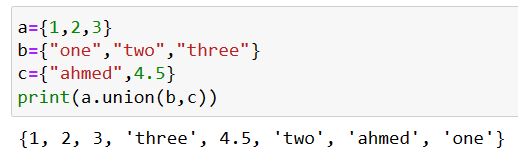 a={1,2,3}
b={"one","two","three"}
c={"ahmed",4.5}
print(a.union(b,c))
{1, 2, 3, 'three', 4.5, 'two', 'ahmed', 'one'}